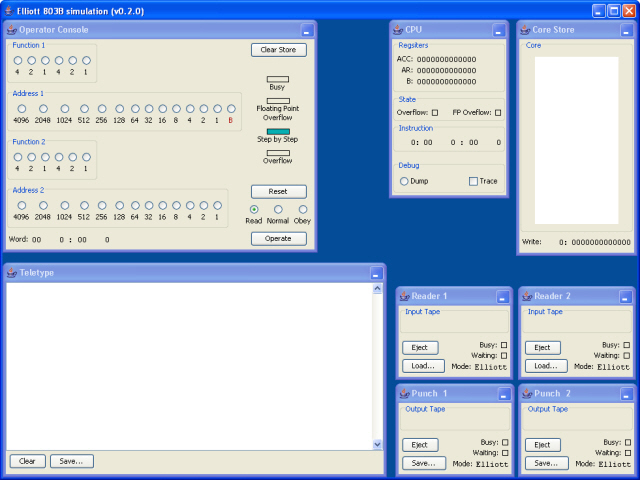 Elliott 803B simulation (v0.2.0)
Operator Console
Function 1
4 2 1 4 2 1
Clear Store
Busy
Address 1
4096 2048 1024 512 256 128 64 32 16 8 4 2 1 B
Floating Point
Overflow
Step by Step
Overflow
Function 2
4 2 1 4 2 1
Address 2
4096 2048 1024 512 256 128 64 32 16 8 4 2 1
Reset
Read Normal Obey
Word: 00 0 : 00 0
Operate
CPU
Regsiters
ACC: 0000000000000
AR: 0000000000000
B: 0000000000000
State
Overflow: FP Oveflow:
Instruction
0: 00 0 : 00 0
Debug
Dump Trace
Core Store
Core
Write: 0: 0000000000000
Teletype
Clear Save...
Reader 1
Input Tape
Eject Busy:
Waiting:
Load... Mode: Elliott
Reader 2
Input Tape
Eject Busy:
Waiting:
Load... Mode: Elliott
Punch 1
Output Tape
Eject Busy:
Waiting:
Save... Mode: Elliott
Punch 2
Output Tape
Eject Busy:
Waiting:
Save... Mode: Elliott